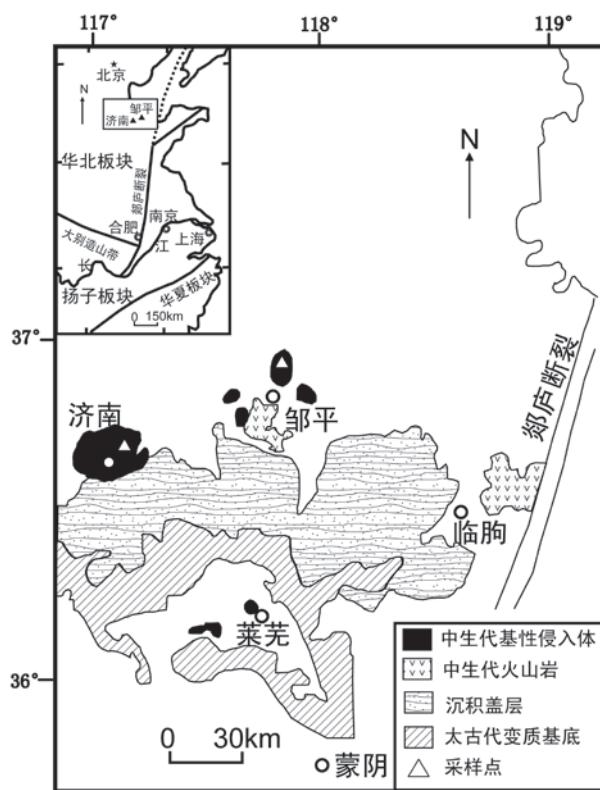 117°
118°
119°
37°
36°
北京
N
邹平
济南
华北板块
郯庐断裂
南京
合肥
上海
大别造山带
江
长
扬子板块
华夏板块
0 150km
N
济南
邹平
郯庐断裂
临朐
莱芜
0 30km
蒙阴
中生代基性侵入体
中生代火山岩
沉积盖层
太古代变质基底
采样点